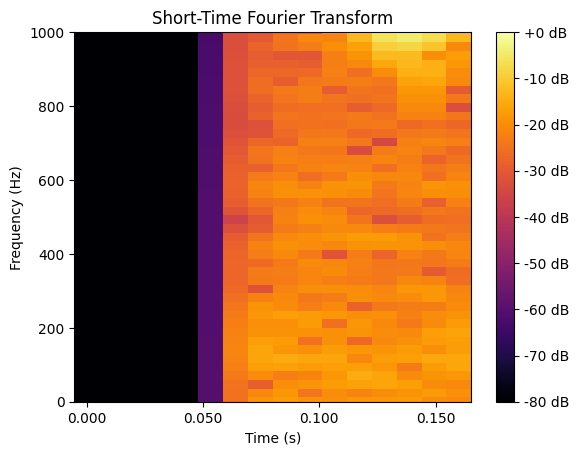 Short-Time Fourier Transform
1000
800
600
400
200
0
Frequency (Hz)
0.000
0.050
0.100
0.150
Time (s)
+0 dB
-10 dB
-20 dB
-30 dB
-40 dB
-50 dB
-60 dB
-70 dB
-80 dB